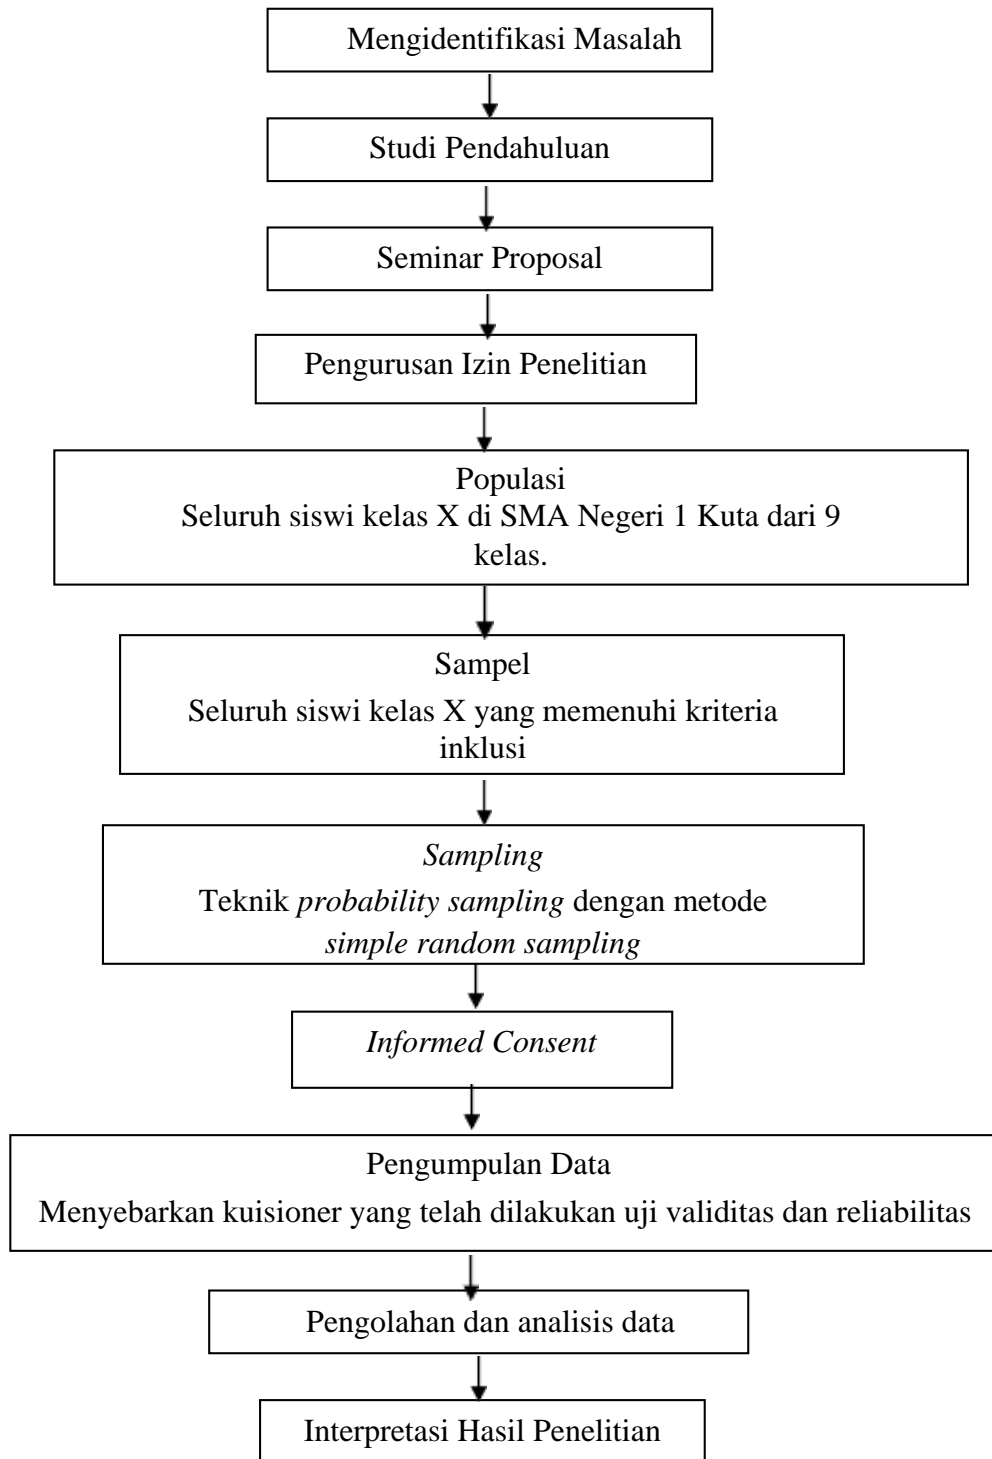 Mengidentifikasi Masalah
Studi Pendahuluan
Seminar Proposal
Pengurusan Izin Penelitian
Populasi
Seluruh siswi kelas X di SMA Negeri 1 Kuta dari 9
kelas.
Sampel
Seluruh siswi kelas X yang memenuhi kriteria
inklusi
Sampling
Teknik probability sampling dengan metode
simple random sampling
Informed Consent
Pengumpulan Data
Menyebarkan kuisioner yang telah dilakukan uji validitas dan reliabilitas
Pengolahan dan analisis data
Interpretasi Hasil Penelitian